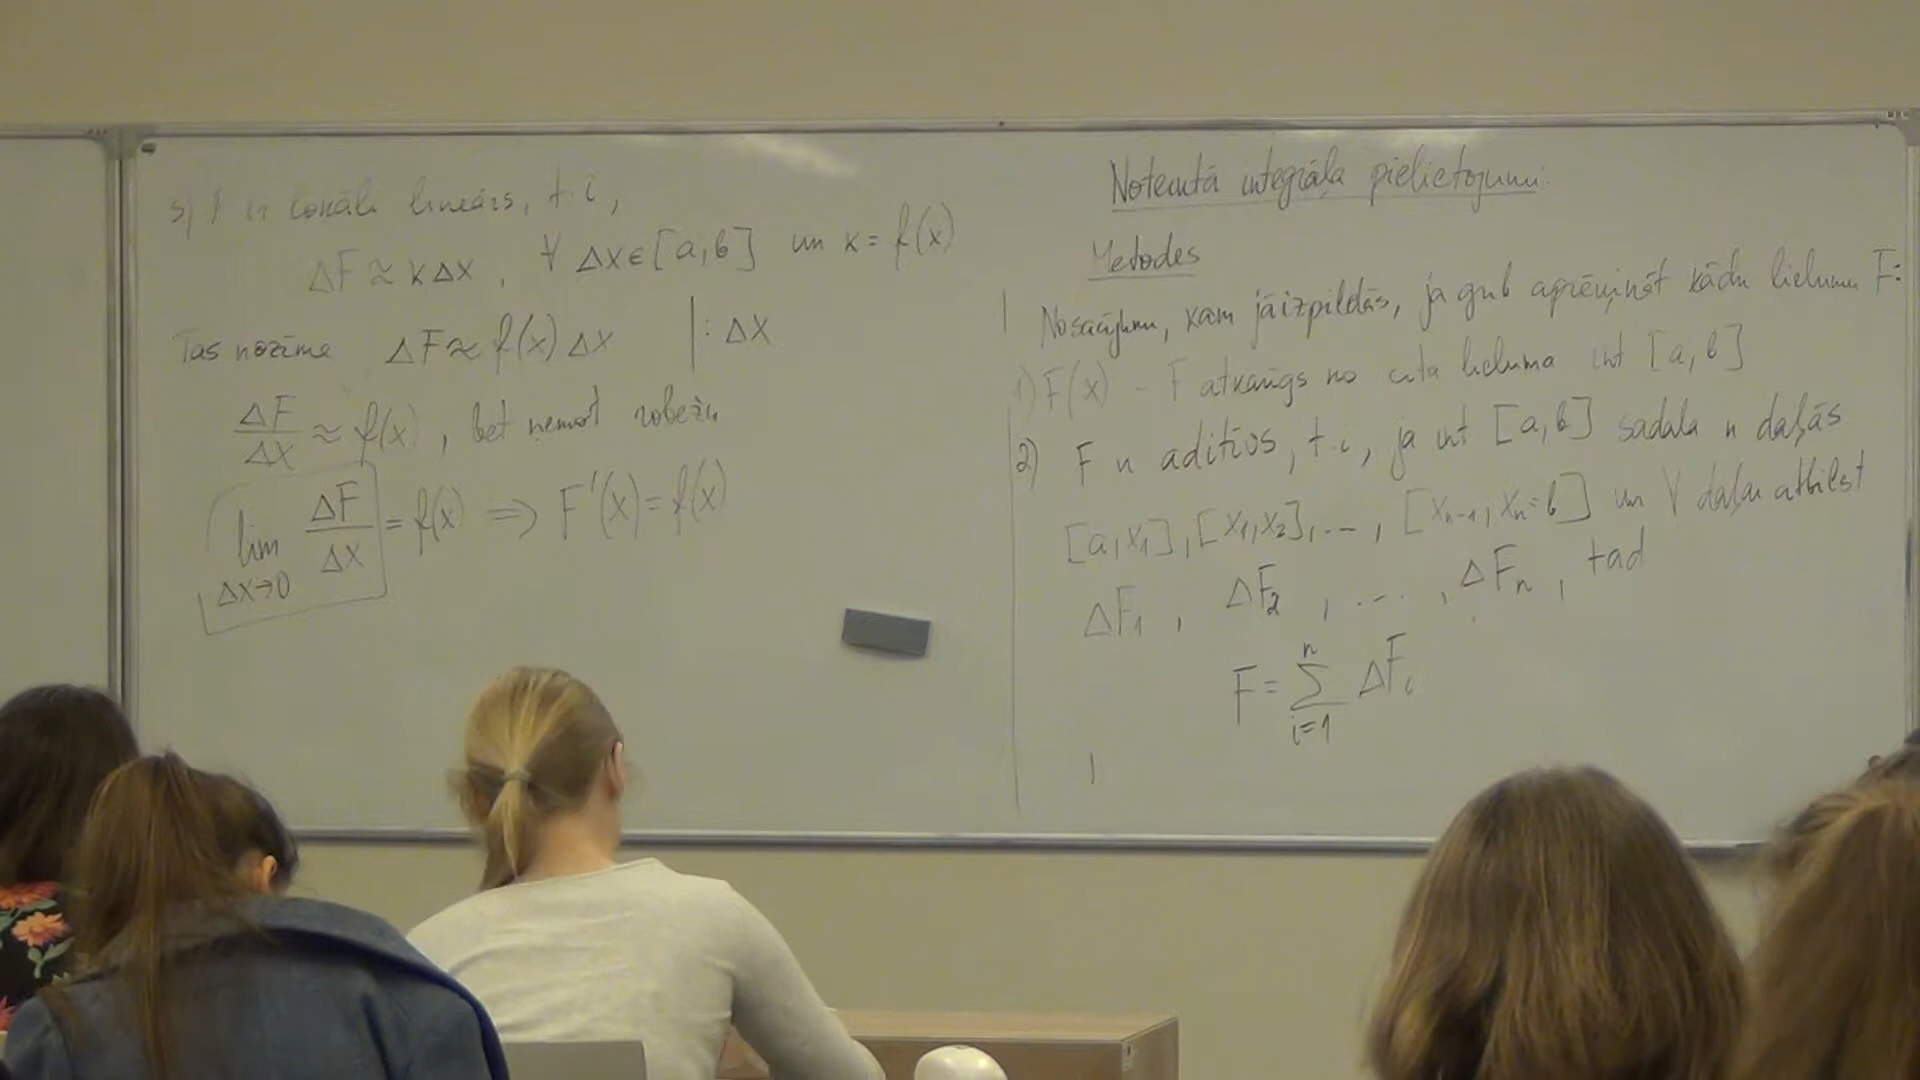 Noteiktā integrāļa pielietojumi.
Metodes
Nosacījumi, kam jāizpildās, ja grib aprēķināt kādu lielumu F:
1) F(x) - F atkarīgs no cita lieluma int [a,b]
2) F ir aditīvs, t.i, ja int [a,b] sadala n daļās
[a,x₁], [x₁,x₂], ..., [xₙ₋₁, xₙ=b] un ∀ daļai atbilst
ΔF₁, ΔF₂, ..., ΔFₙ, tad
F = ∑ᵢ₌₁ⁿ ΔFᵢ
3) F ir lokāli lineārs, t.i,
ΔF ≈ kΔx, ∀ Δx ∈ [a,b] un k = f(x)
Tas nozīmē ΔF ≈ f(x) Δx |: Δx
ΔF/Δx ≈ f(x), bet ņemot robežu
lim Δx→0 ΔF/Δx = f(x) ⇒ F'(x) = f(x)